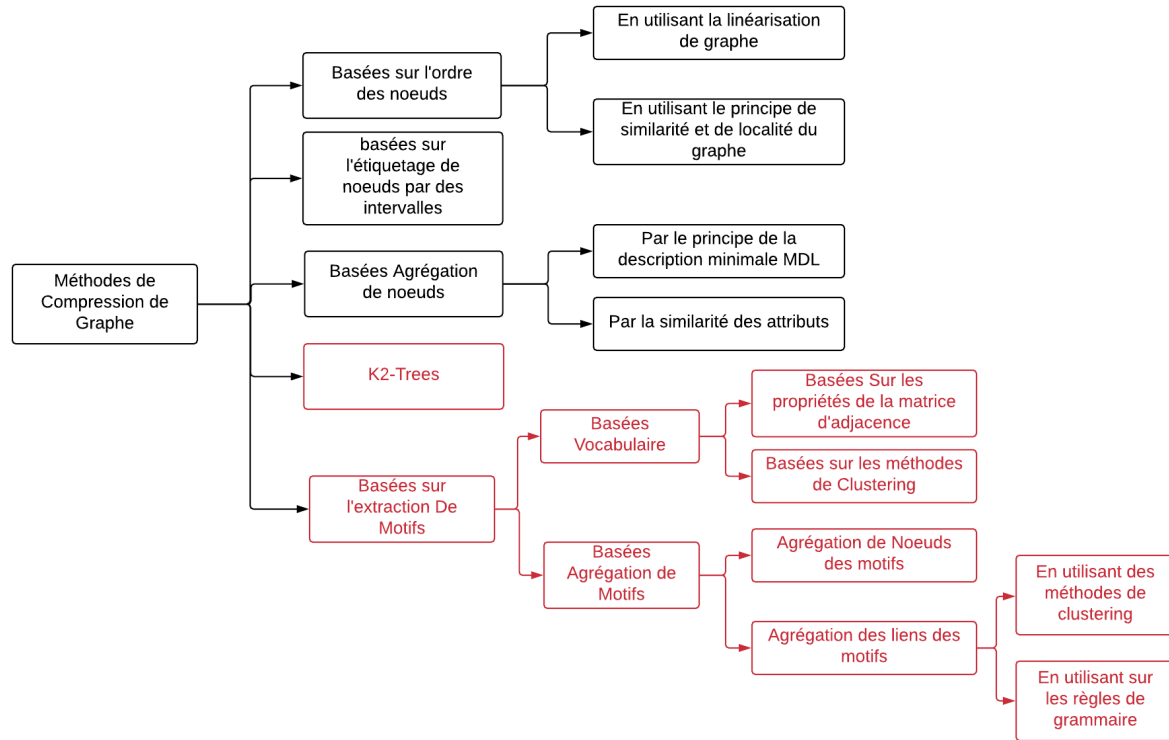 En utilisant la linéarisation
de graphe
Basées sur l'ordre
des noeuds
En utilisant le principe de
similarité et de localité du
graphe
basées sur
l'étiquetage de
noeuds par des
intervalles
Par le principe de la
description minimale MDL
Basées Agrégation
de noeuds
Méthodes de
Compression de
Graphe
Par la similarité des attributs
K2-Trees
Basées Sur les
propriétés de la matrice
d'adjacence
Basées
Vocabulaire
Basées sur les méthodes
de Clustering
Basées sur
l'extraction De
Motifs
Agrégation de Noeuds
des motifs
Basées
Agrégation de
Motifs
En utilisant des
méthodes de
clustering
Agrégation des liens des
motifs
En utilisant sur
les règles de
grammaire